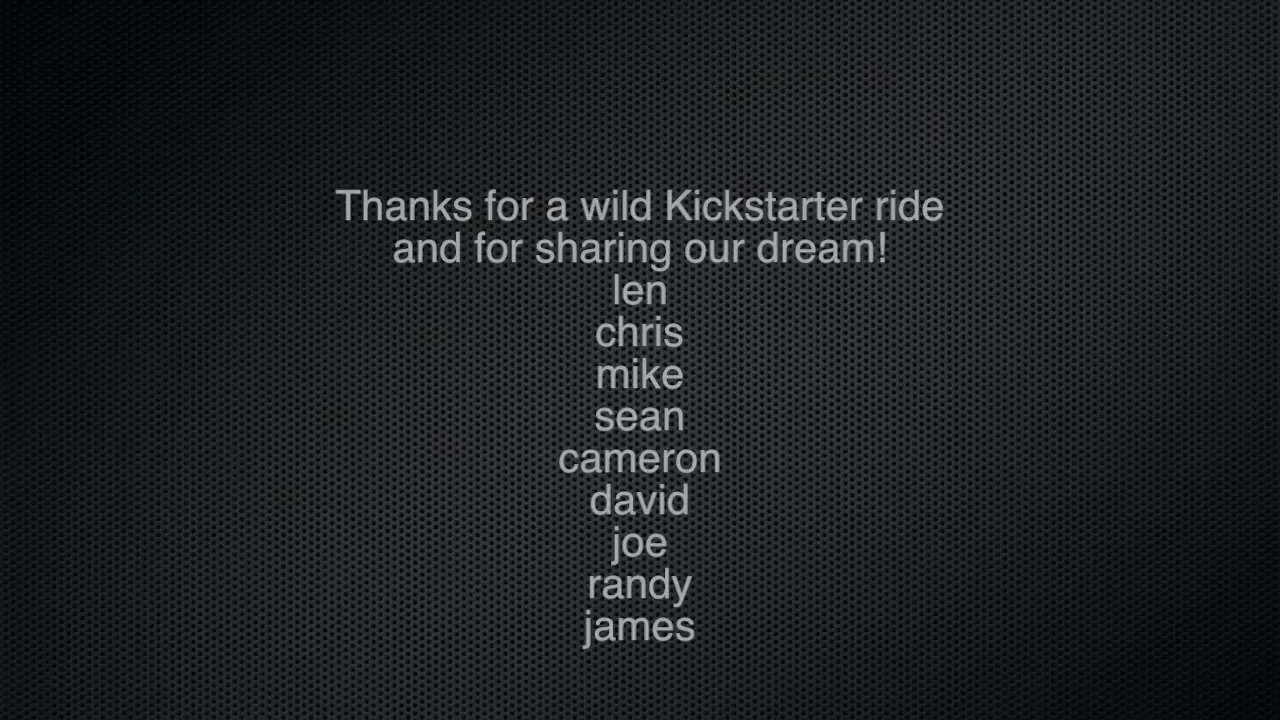 Thanks for a wild Kickstarter ride
and for sharing our dream!
len
chris
mike
sean
cameron
david
joe
randy
james